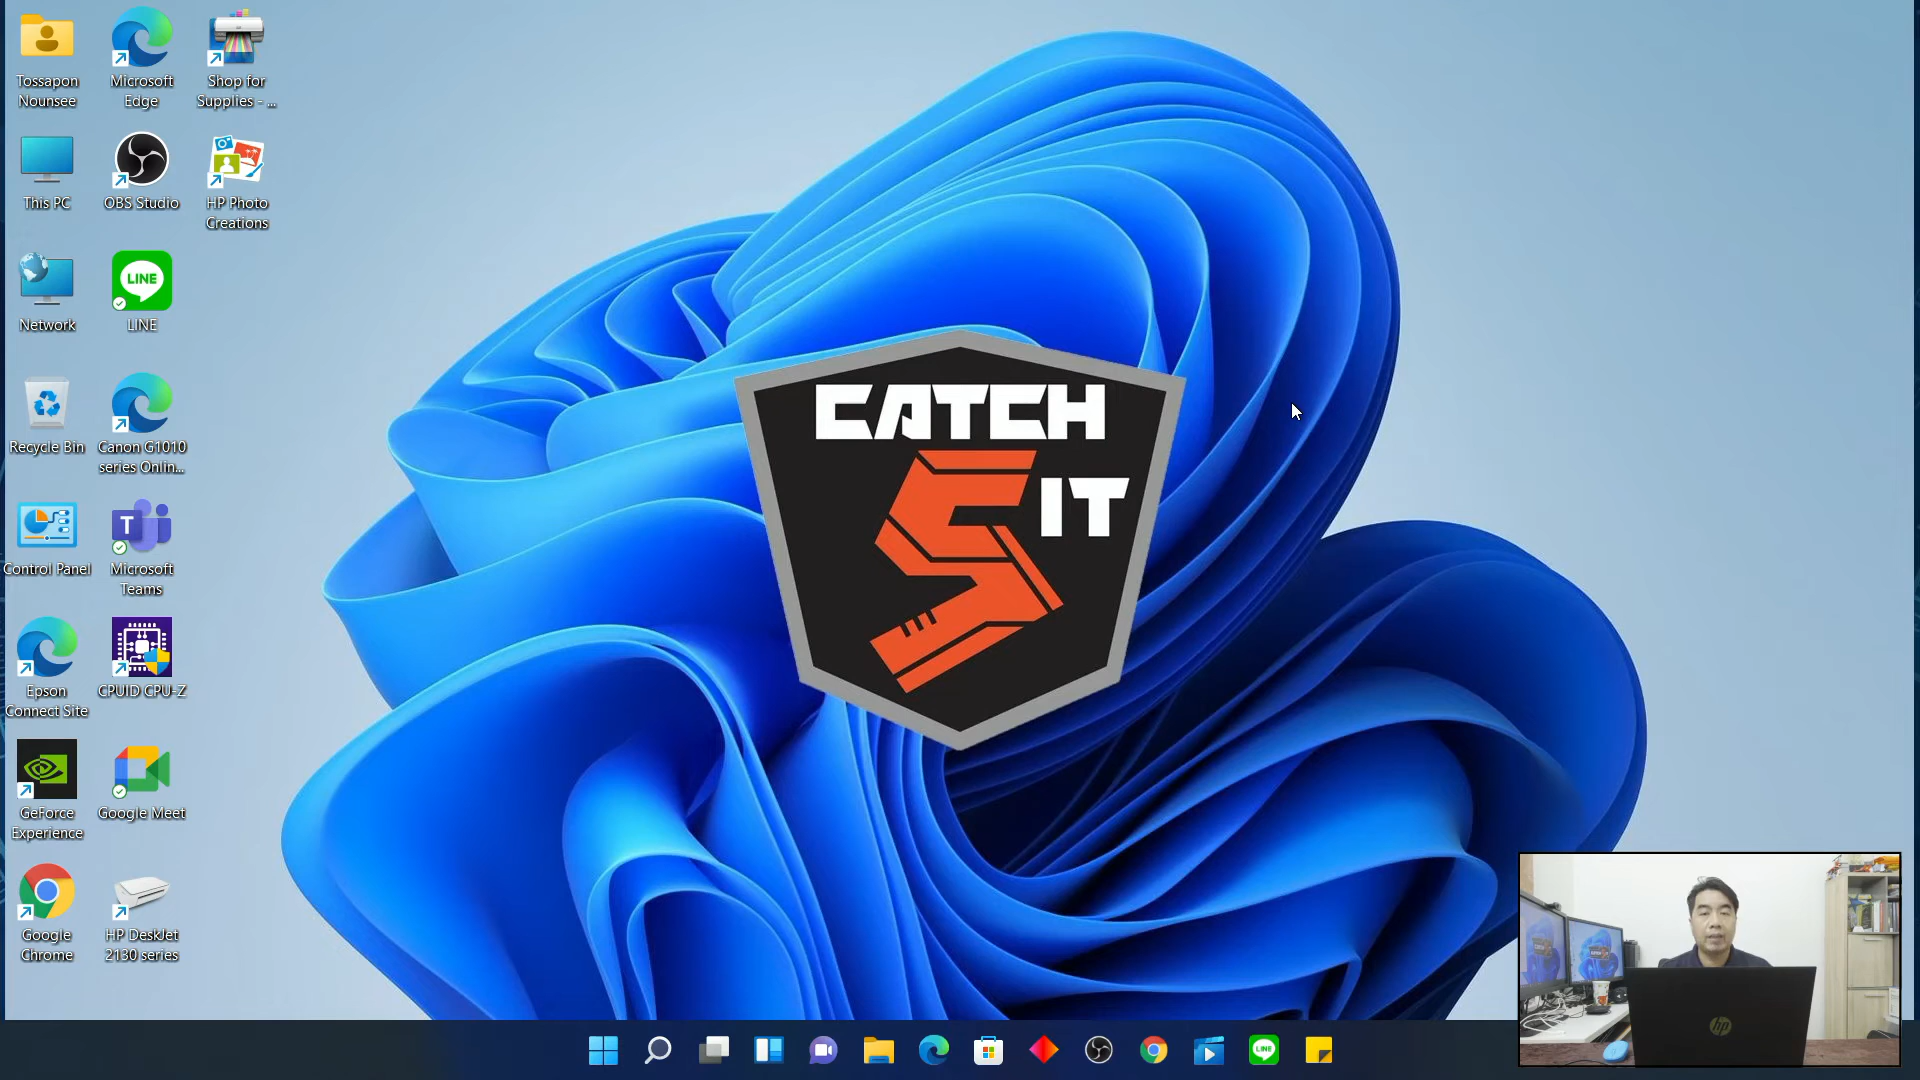 Tossapon
Nounsee
Microsoft
Edge
Shop for
Supplies - ...
This PC
OBS Studio
HP Photo
Creations
Network
LINE
LINE
Recycle Bin
Canon G1010
series Onlin...
Control Panel
T
Microsoft
Teams
Epson
Connect Site
CPUID CPU-Z
GeForce
Experience
Google Meet
Google
Chrome
HP DeskJet
2130 series
CATCH
5 IT
hp
LINE